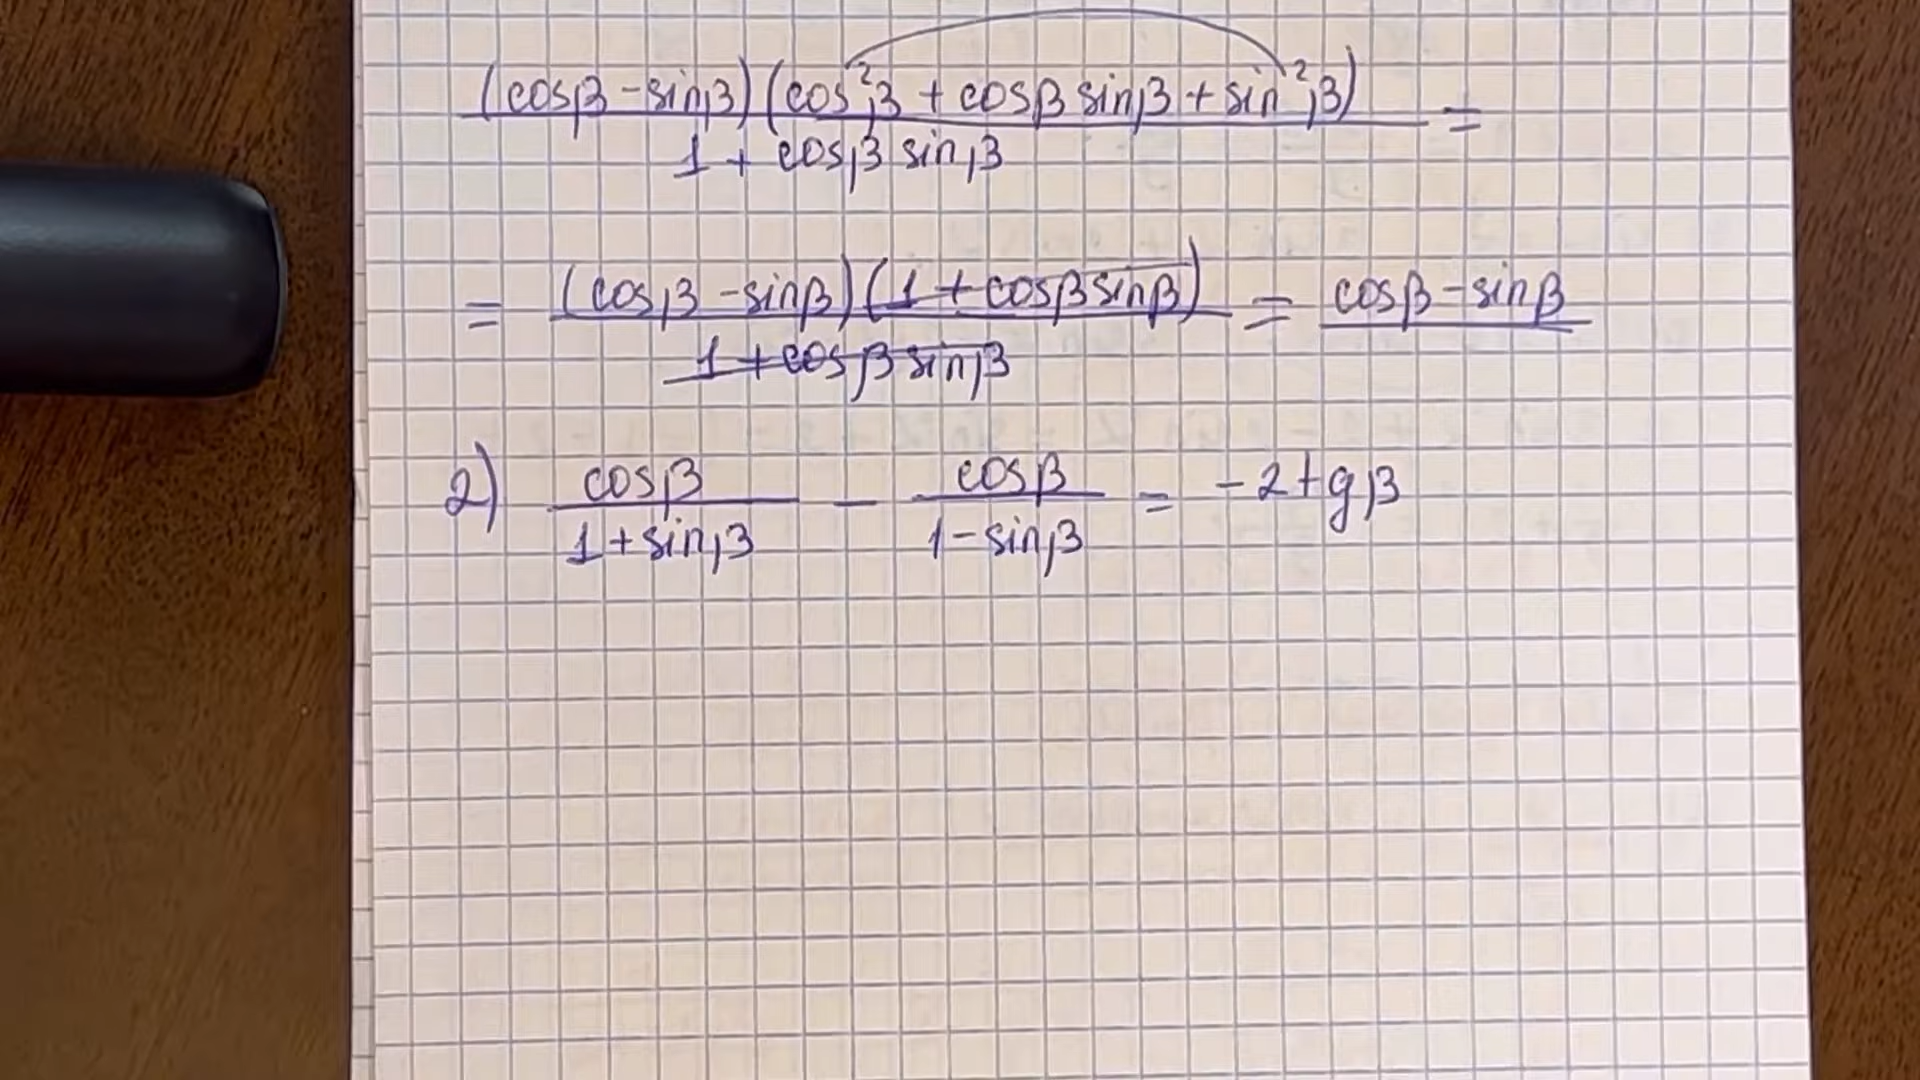 (cosβ - sinβ)(cos²β + cosβ sinβ + sin²β) =
1 + cosβ sinβ
= (cosβ - sinβ)(1 + cosβ sinβ) = cosβ - sinβ
1 + cosβ sinβ
2) cosβ - cosβ = -2tgβ
1 + sinβ 1 - sinβ